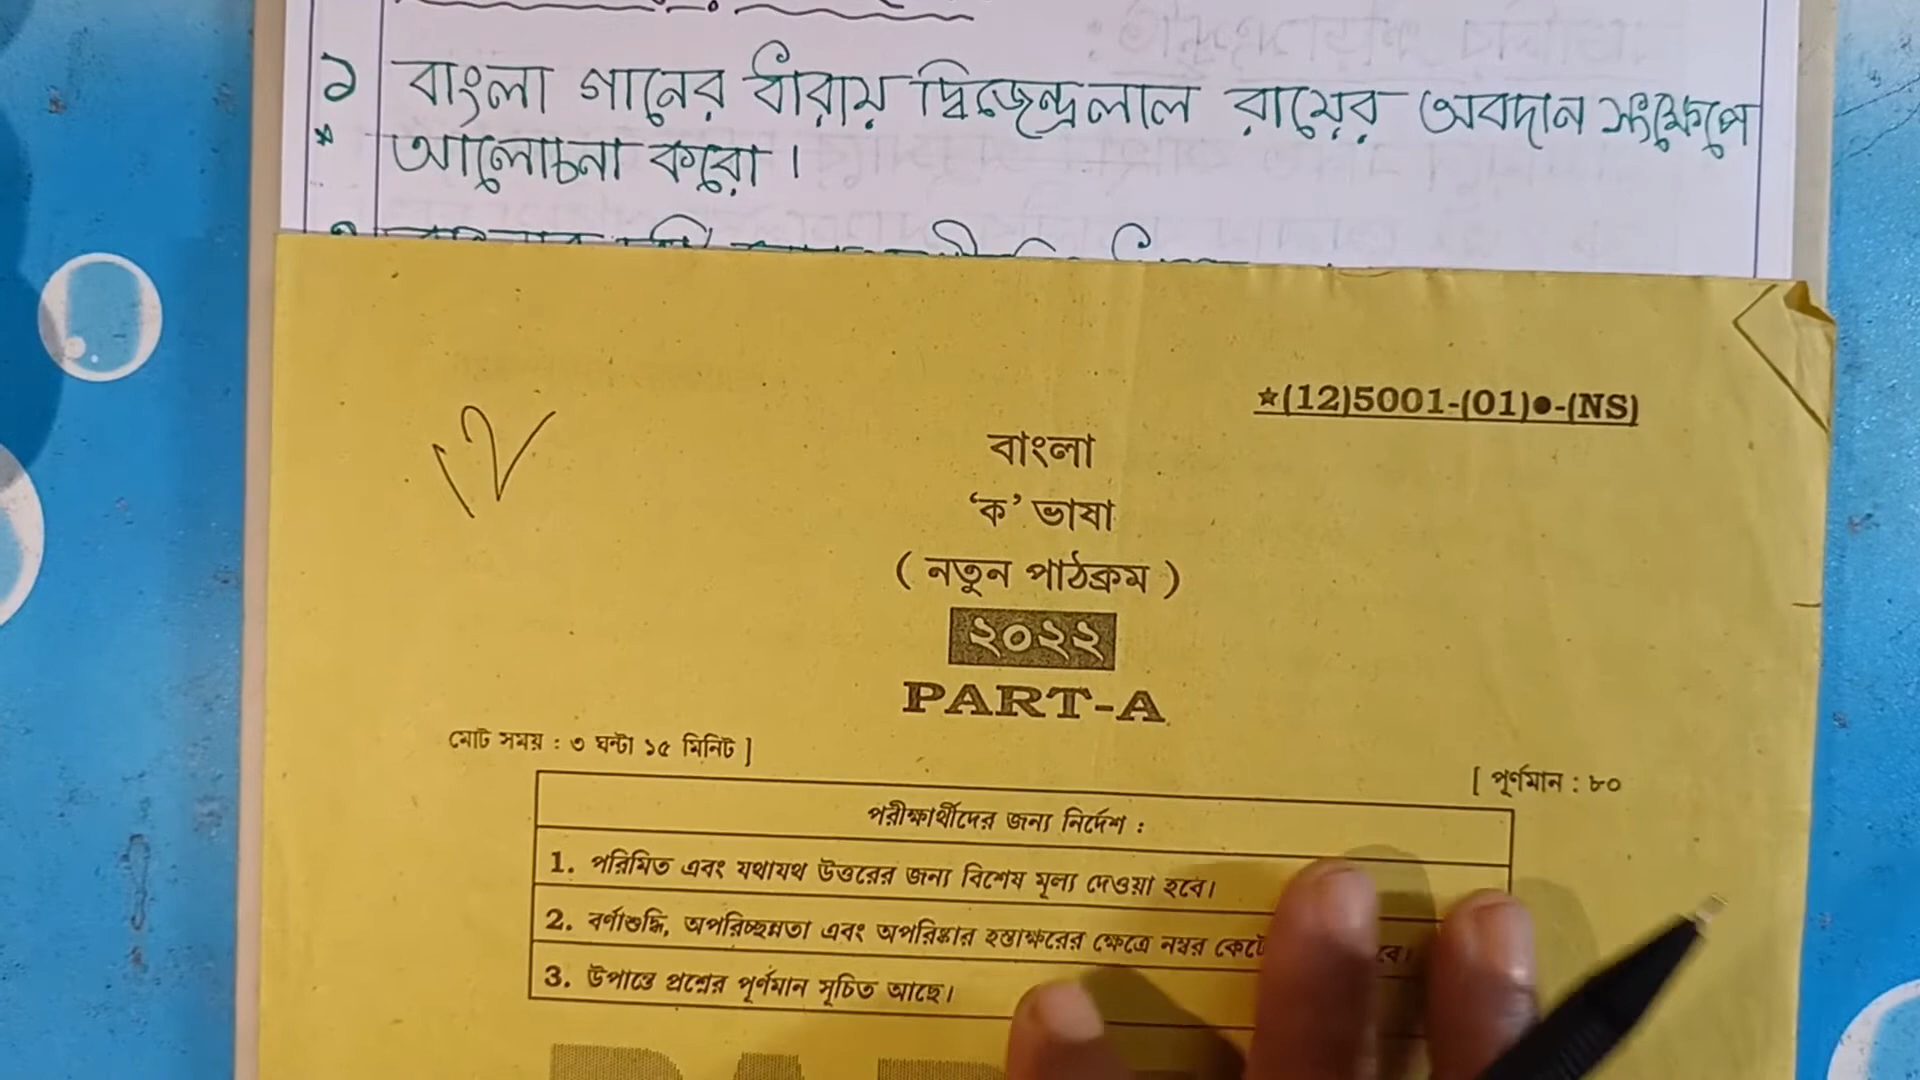 ১ বাংলা গানের ধারায় দ্বিজেন্দ্রলাল রায়ের অবদান সংক্ষেপে
* আলোচনা করো।
★(12)5001-(01)●-(NS)
বাংলা
‘ক’ ভাষা
( নতুন পাঠক্রম )
২০২২
PART-A
মোট সময় : ৩ ঘন্টা ১৫ মিনিট ]
[ পূর্ণমান : ৮০
পরীক্ষার্থীদের জন্য নির্দেশ :
1. পরিমিত এবং যথাযথ উত্তরের জন্য বিশেষ মূল্য দেওয়া হবে।
2. বর্ণাশুদ্ধি, অপরিচ্ছন্নতা এবং অপরিষ্কার হস্তাক্ষরের ক্ষেত্রে নম্বর কেটে
3. উপান্তে প্রশ্নের পূর্ণমান সূচিত আছে।